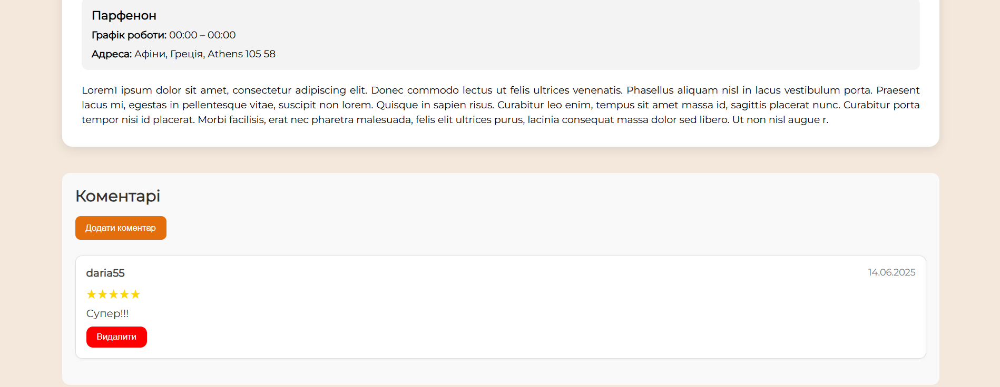 Парфенон
Графік роботи: 00:00 – 00:00
Адреса: Афіни, Греція, Athens 105 58
Lorem1 ipsum dolor sit amet, consectetur adipiscing elit. Donec commodo lectus ut felis ultrices venenatis. Phasellus aliquam nisl in lacus vestibulum porta. Praesent
lacus mi, egestas in pellentesque vitae, suscipit non lorem. Quisque in sapien risus. Curabitur leo enim, tempus sit amet massa id, sagittis placerat nunc. Curabitur porta
tempor nisi id placerat. Morbi facilisis, erat nec pharetra malesuada, felis elit ultrices purus, lacinia consequat massa dolor sed libero. Ut non nisl augue r.
Коментарі
Додати коментар
daria55
14.06.2025
★★★★★
Супер!!!
Видалити